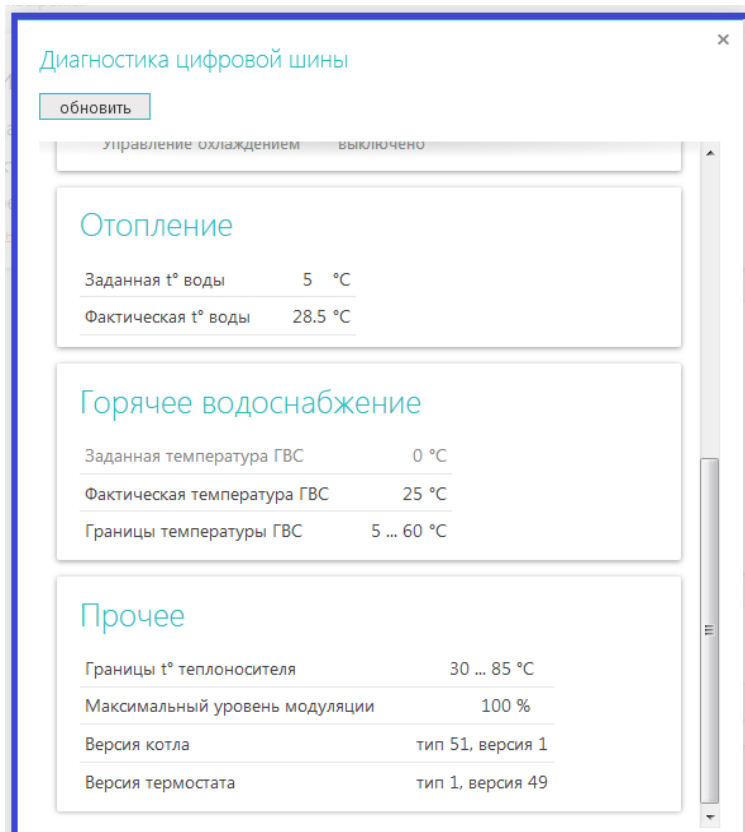 Диагностика цифровой шины
×
обновить
Управление охлаждением выключено
Отопление
Заданная t° воды 5 °C
Фактическая t° воды 28.5 °C
Горячее водоснабжение
Заданная температура ГВС 0 °C
Фактическая температура ГВС 25 °C
Границы температуры ГВС 5 ... 60 °C
Прочее
Границы t° теплоносителя 30 ... 85 °C
Максимальный уровень модуляции 100 %
Версия котла тип 51, версия 1
Версия термостата тип 1, версия 49